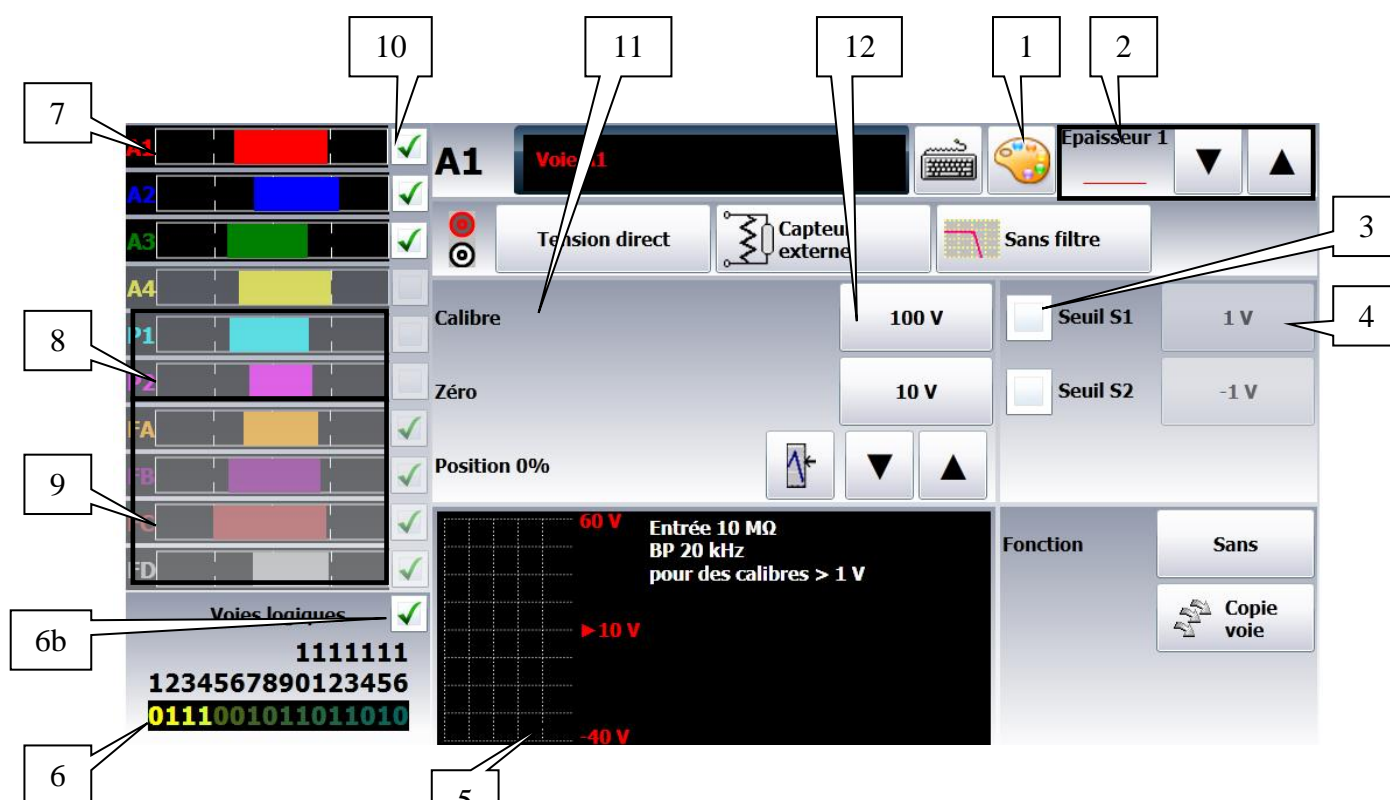 10
11
12
1
2
7
A1
A1
Voie A1
Epaisseur 1
A2
3
A3
Tension direct
Capteur
externe
Sans filtre
A4
4
Calibre
100 V
Seuil S1
1 V
8
P1
P2
Zéro
10 V
Seuil S2
-1 V
FA
9
FB
Position 0%
FC
60 V
Entrée 10 MΩ
BP 20 kHz
pour des calibres > 1 V
Fonction
Sans
FD
6b
Voies logiques
10 V
Copie
voie
1111111
1234567890123456
0111001011011010
-40 V
6
5